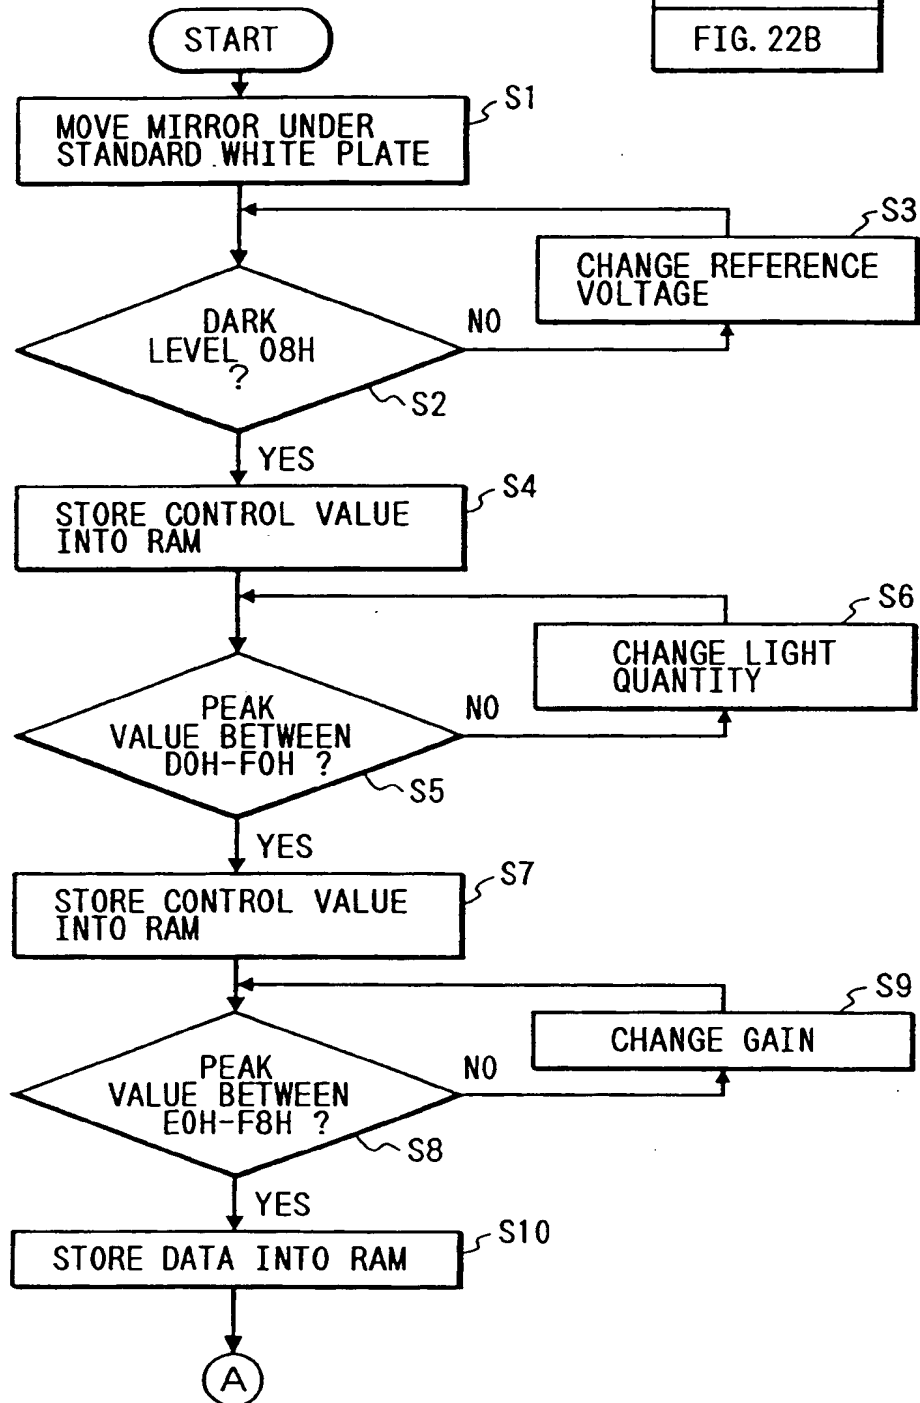 FIG. 22B
START
S1
MOVE MIRROR UNDER
STANDARD WHITE PLATE
S3
CHANGE REFERENCE
VOLTAGE
DARK
LEVEL 08H
?
NO
S2
YES
S4
STORE CONTROL VALUE
INTO RAM
S6
CHANGE LIGHT
QUANTITY
PEAK
VALUE BETWEEN
D0H-F0H ?
NO
S5
YES
S7
STORE CONTROL VALUE
INTO RAM
S9
CHANGE GAIN
PEAK
VALUE BETWEEN
E0H-F8H ?
NO
S8
YES
S10
STORE DATA INTO RAM
A